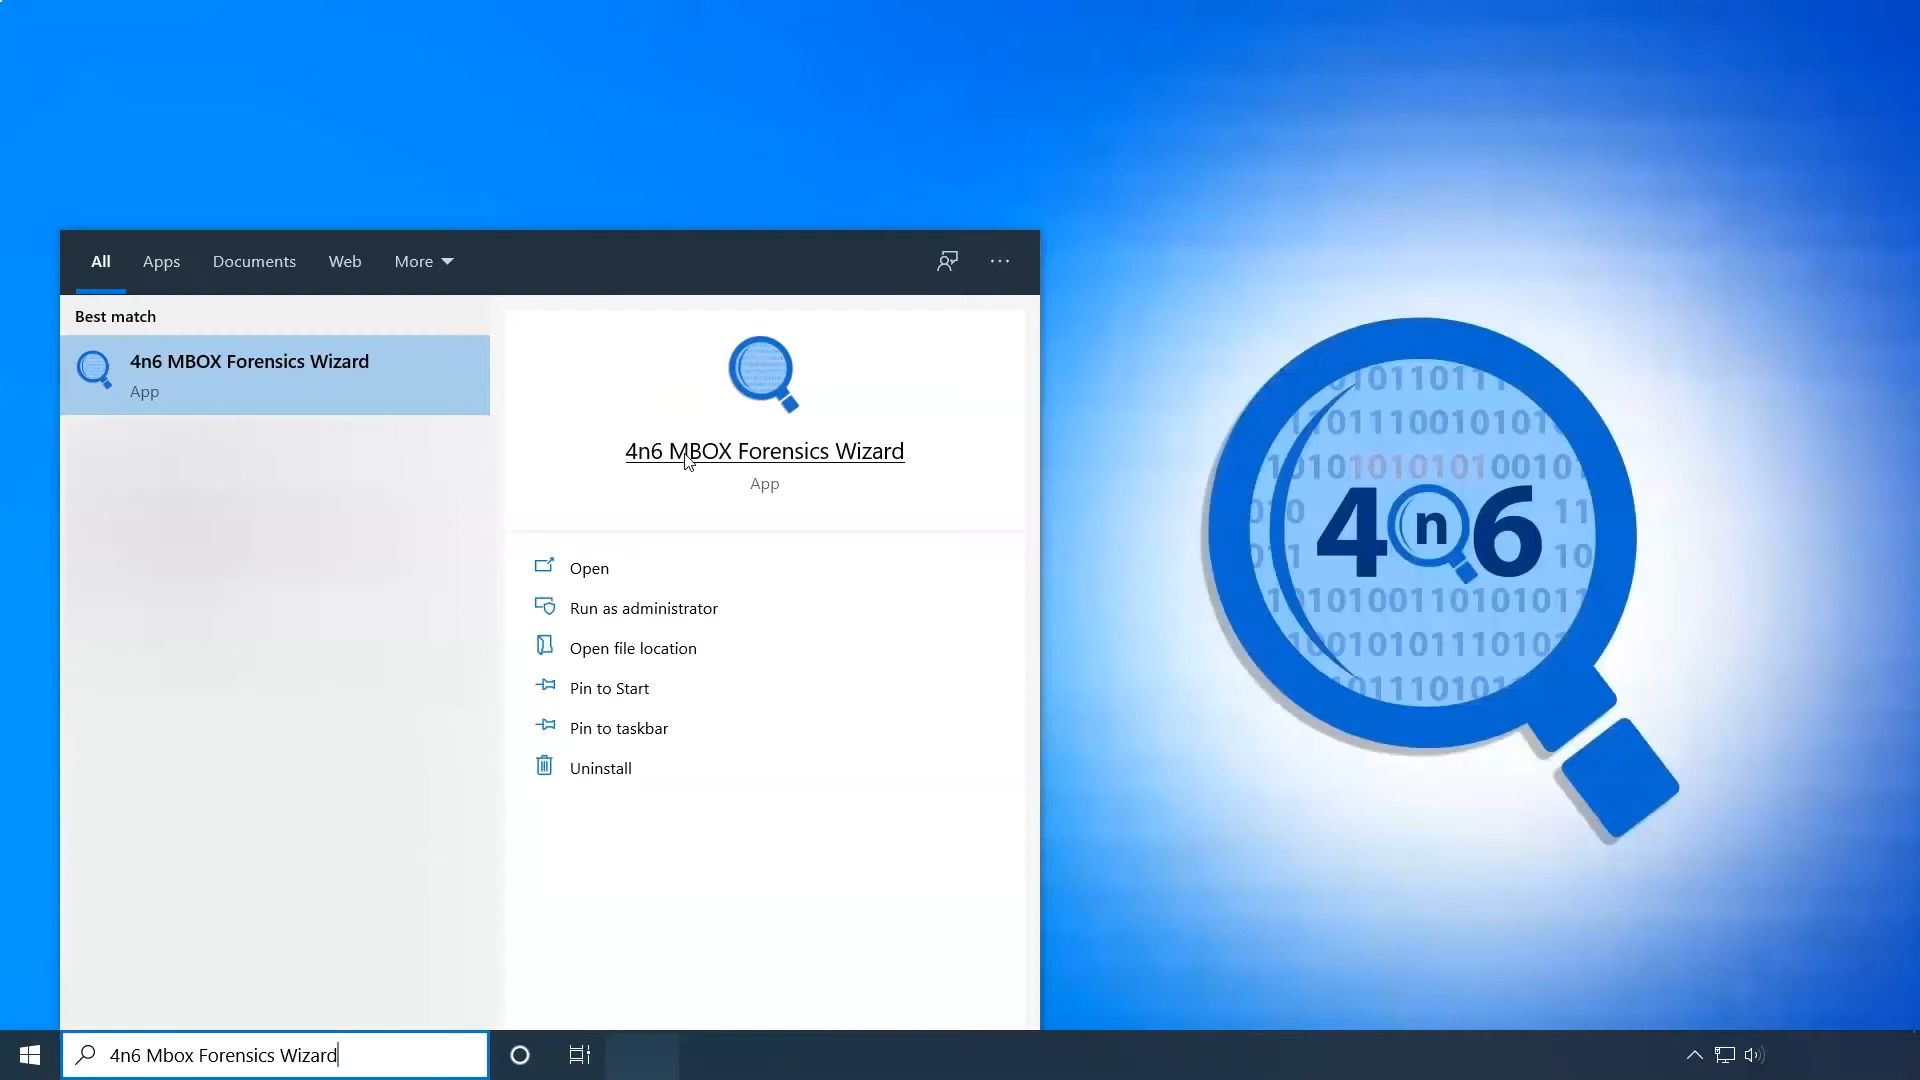 All Apps Documents Web More
Best match
4n6 MBOX Forensics Wizard
App
4n6 MBOX Forensics Wizard
App
Open
Run as administrator
Open file location
Pin to Start
Pin to taskbar
Uninstall
4n6
4n6 Mbox Forensics Wizard